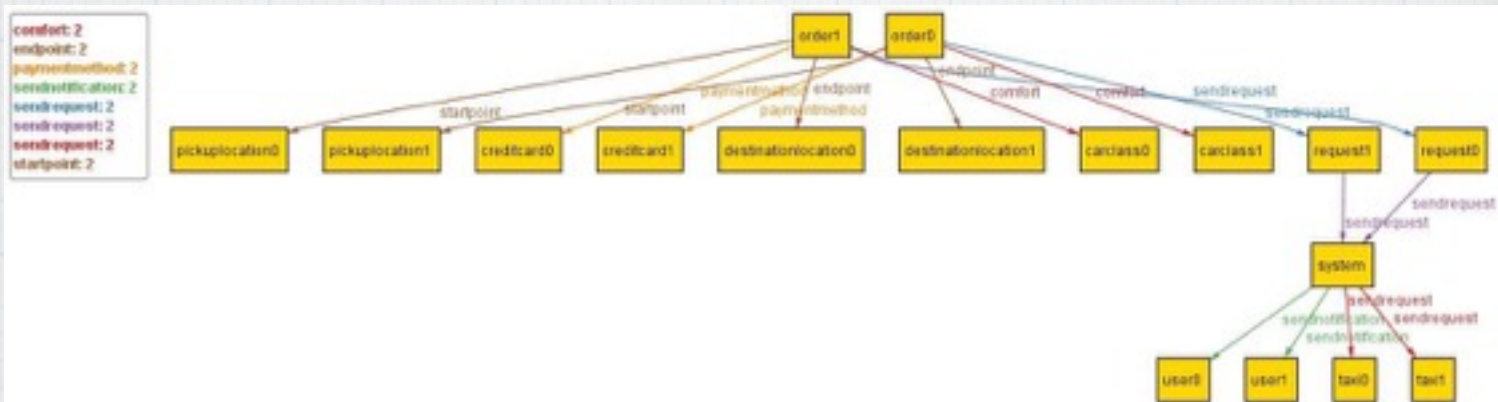 comfort: 2
endpoint: 2
paymentmethod: 2
sendnotification: 2
sendrequest: 2
sendrequest: 2
sendrequest: 2
startpoint: 2
order1
order0
endpoint
paymentmethod
endpoint
comfort
comfort
sendrequest
startpoint
startpoint
paymentmethod
sendrequest
pickuplocation0
pickuplocation1
creditcard0
creditcard1
destinationlocation0
destinationlocation1
carclass0
carclass1
request1
request0
sendrequest
sendrequest
system
sendrequest
sendnotification
sendrequest
sendnotification
user0
user1
taxi0
taxi1